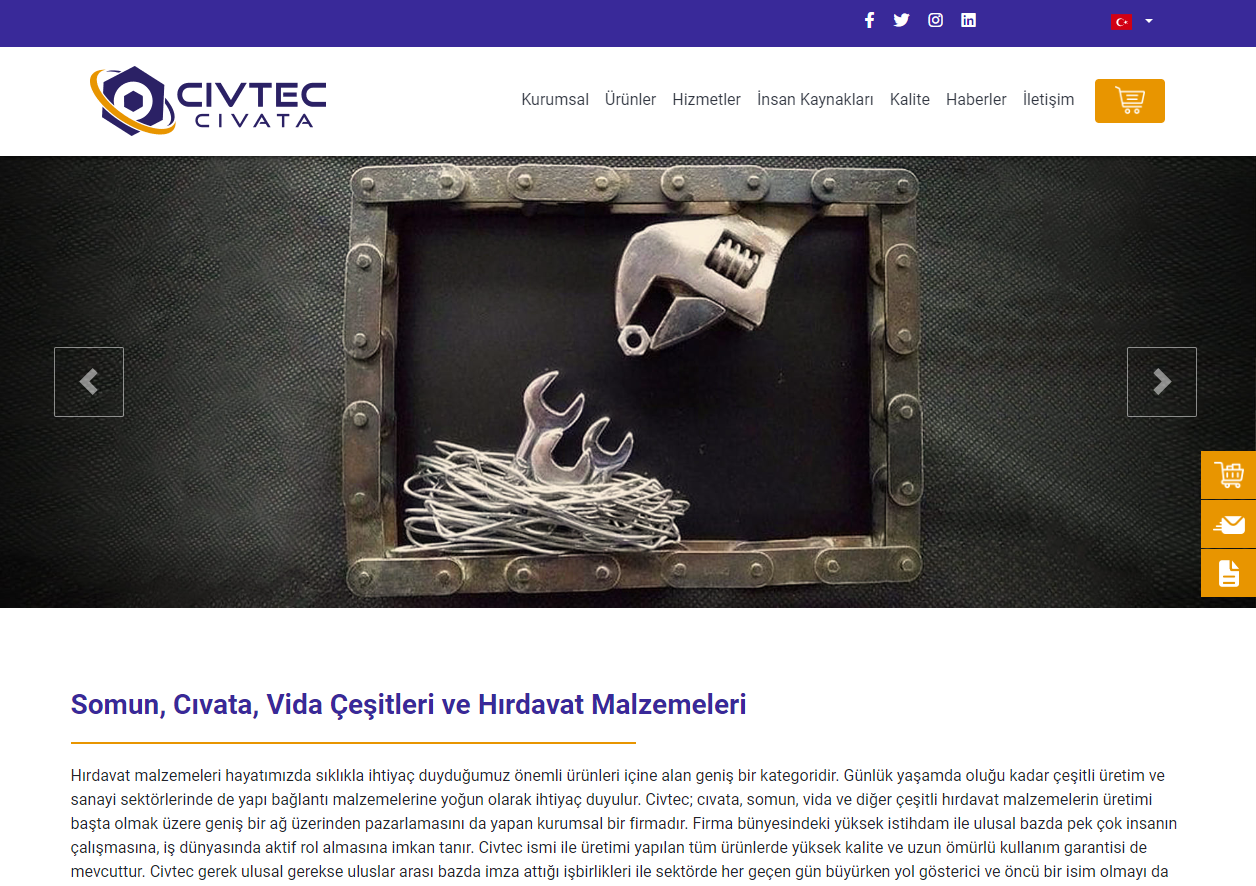 CIVTEC
CIVATA
Kurumsal Ürünler Hizmetler İnsan Kaynakları Kalite Haberler İletişim
Somun, Cıvata, Vida Çeşitleri ve Hırdavat Malzemeleri
Hırdavat malzemeleri hayatımızda sıklıkla ihtiyaç duyduğumuz önemli ürünleri içine alan geniş bir kategoridir. Günlük yaşamda oluğu kadar çeşitli üretim ve
sanayi sektörlerinde de yapı bağlantı malzemelerine yoğun olarak ihtiyaç duyulur. Civtec; cıvata, somun, vida ve diğer çeşitli hırdavat malzemelerin üretimi
başta olmak üzere geniş bir ağ üzerinden pazarlamasını da yapan kurumsal bir firmadır. Firma bünyesindeki yüksek istihdam ile ulusal bazda pek çok insanın
çalışmasına, iş dünyasında aktif rol almasına imkan tanır. Civtec ismi ile üretimi yapılan tüm ürünlerde yüksek kalite ve uzun ömürlü kullanım garantisi de
mevcuttur. Civtec gerek ulusal gerekse uluslar arası bazda imza attığı işbirlikleri ile sektörde her geçen gün büyürken yol gösterici ve öncü bir isim olmayı da